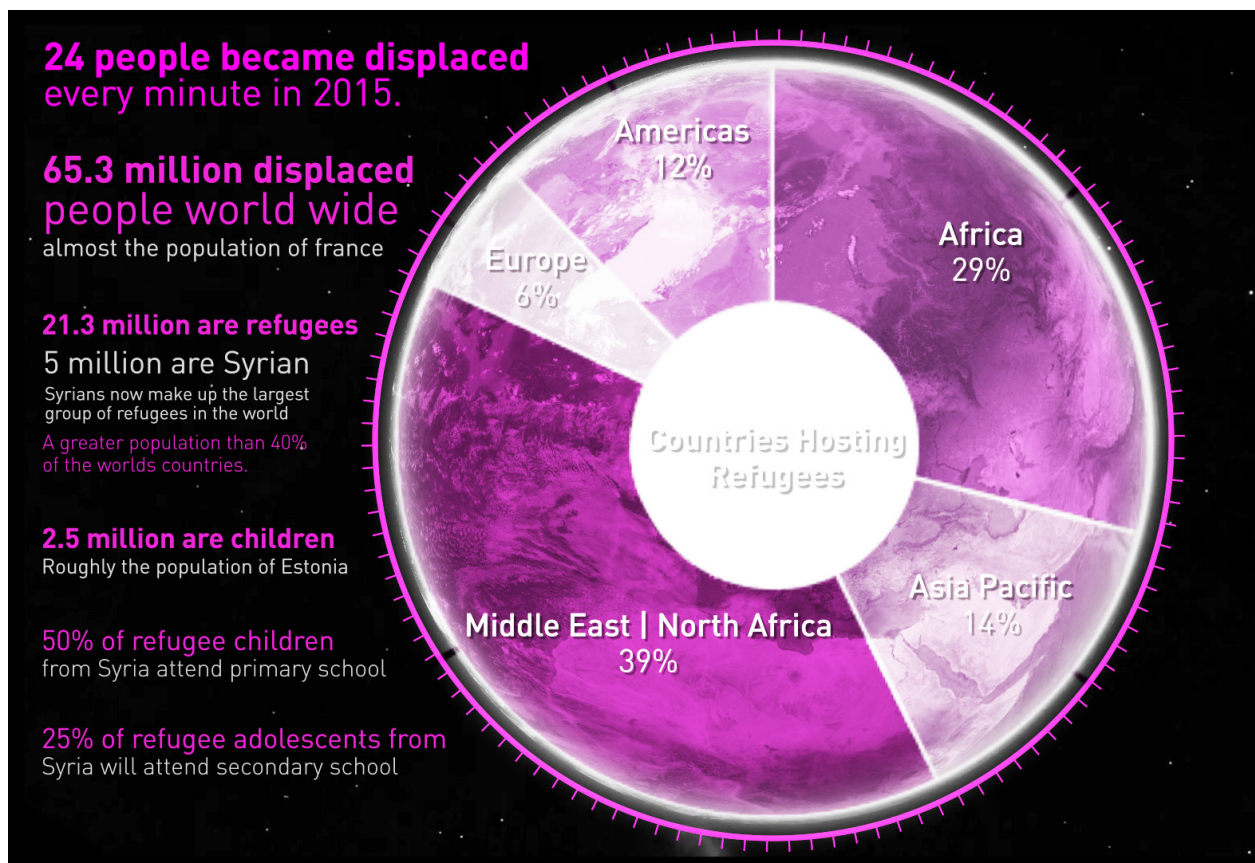 24 people became displaced
every minute in 2015.
65.3 million displaced
people world wide
almost the population of france
21.3 million are refugees
5 million are Syrian
Syrians now make up the largest
group of refugees in the world
A greater population than 40%
of the worlds countries.
2.5 million are children
Roughly the population of Estonia
50% of refugee children
from Syria attend primary school
25% of refugee adolescents from
Syria will attend secondary school
Americas
12%
Africa
29%
Europe
6%
Countries Hosting
Refugees
Asia Pacific
14%
Middle East | North Africa
39%